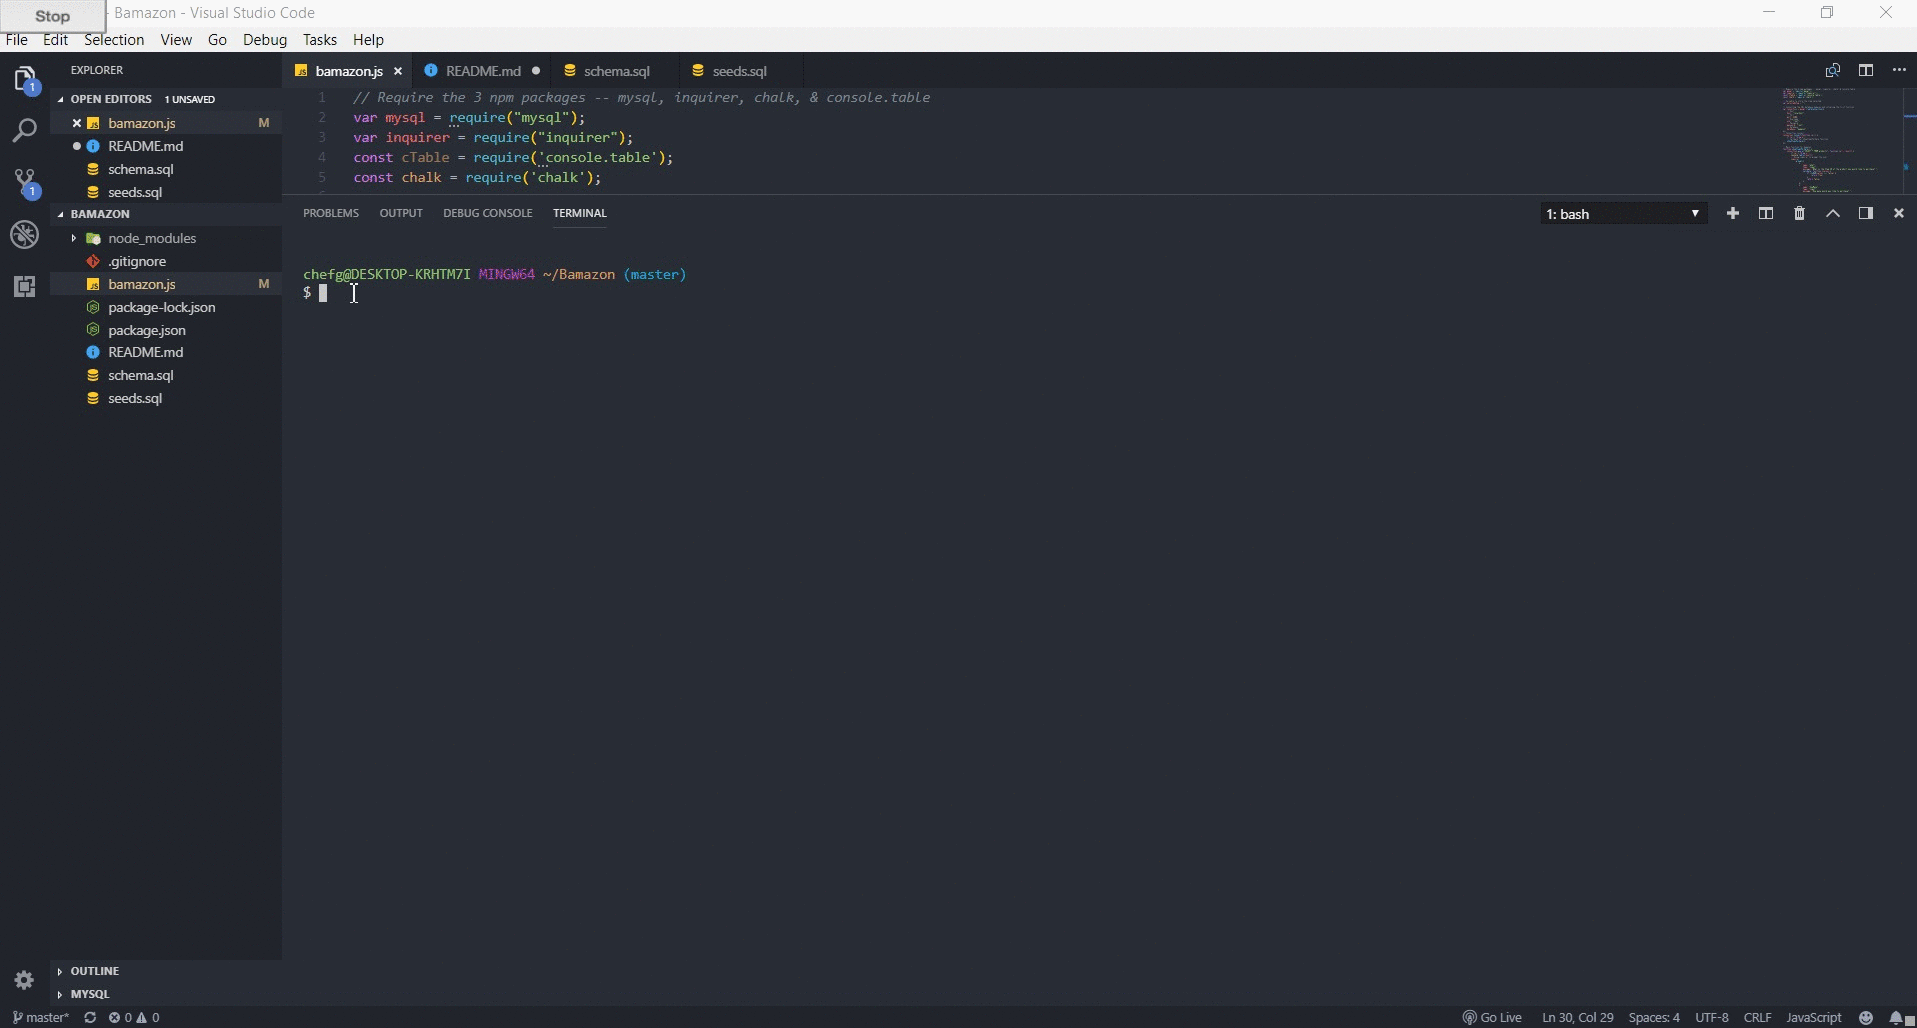 Stop
- Bamazon - Visual Studio Code
File Edit Selection View Go Debug Tasks Help
1
1
EXPLORER
OPEN EDITORS 1 UNSAVED
bamazon.js M
README.md
schema.sql
seeds.sql
BAMAZON
node_modules
.gitignore
bamazon.js M
package-lock.json
package.json
README.md
schema.sql
seeds.sql
OUTLINE
MYSQL
bamazon.js README.md schema.sql seeds.sql
1 // Require the 3 npm packages -- mysql, inquirer, chalk, & console.table
2 var mysql = require("mysql");
3 var inquirer = require("inquirer");
4 const cTable = require('console.table');
5 const chalk = require('chalk');
PROBLEMS OUTPUT DEBUG CONSOLE TERMINAL 1: bash
chefg@DESKTOP-KRHTM7I MINGW64 ~/Bamazon (master)
$
master* 0 0 Go Live Ln 30, Col 29 Spaces: 4 UTF-8 CRLF JavaScript